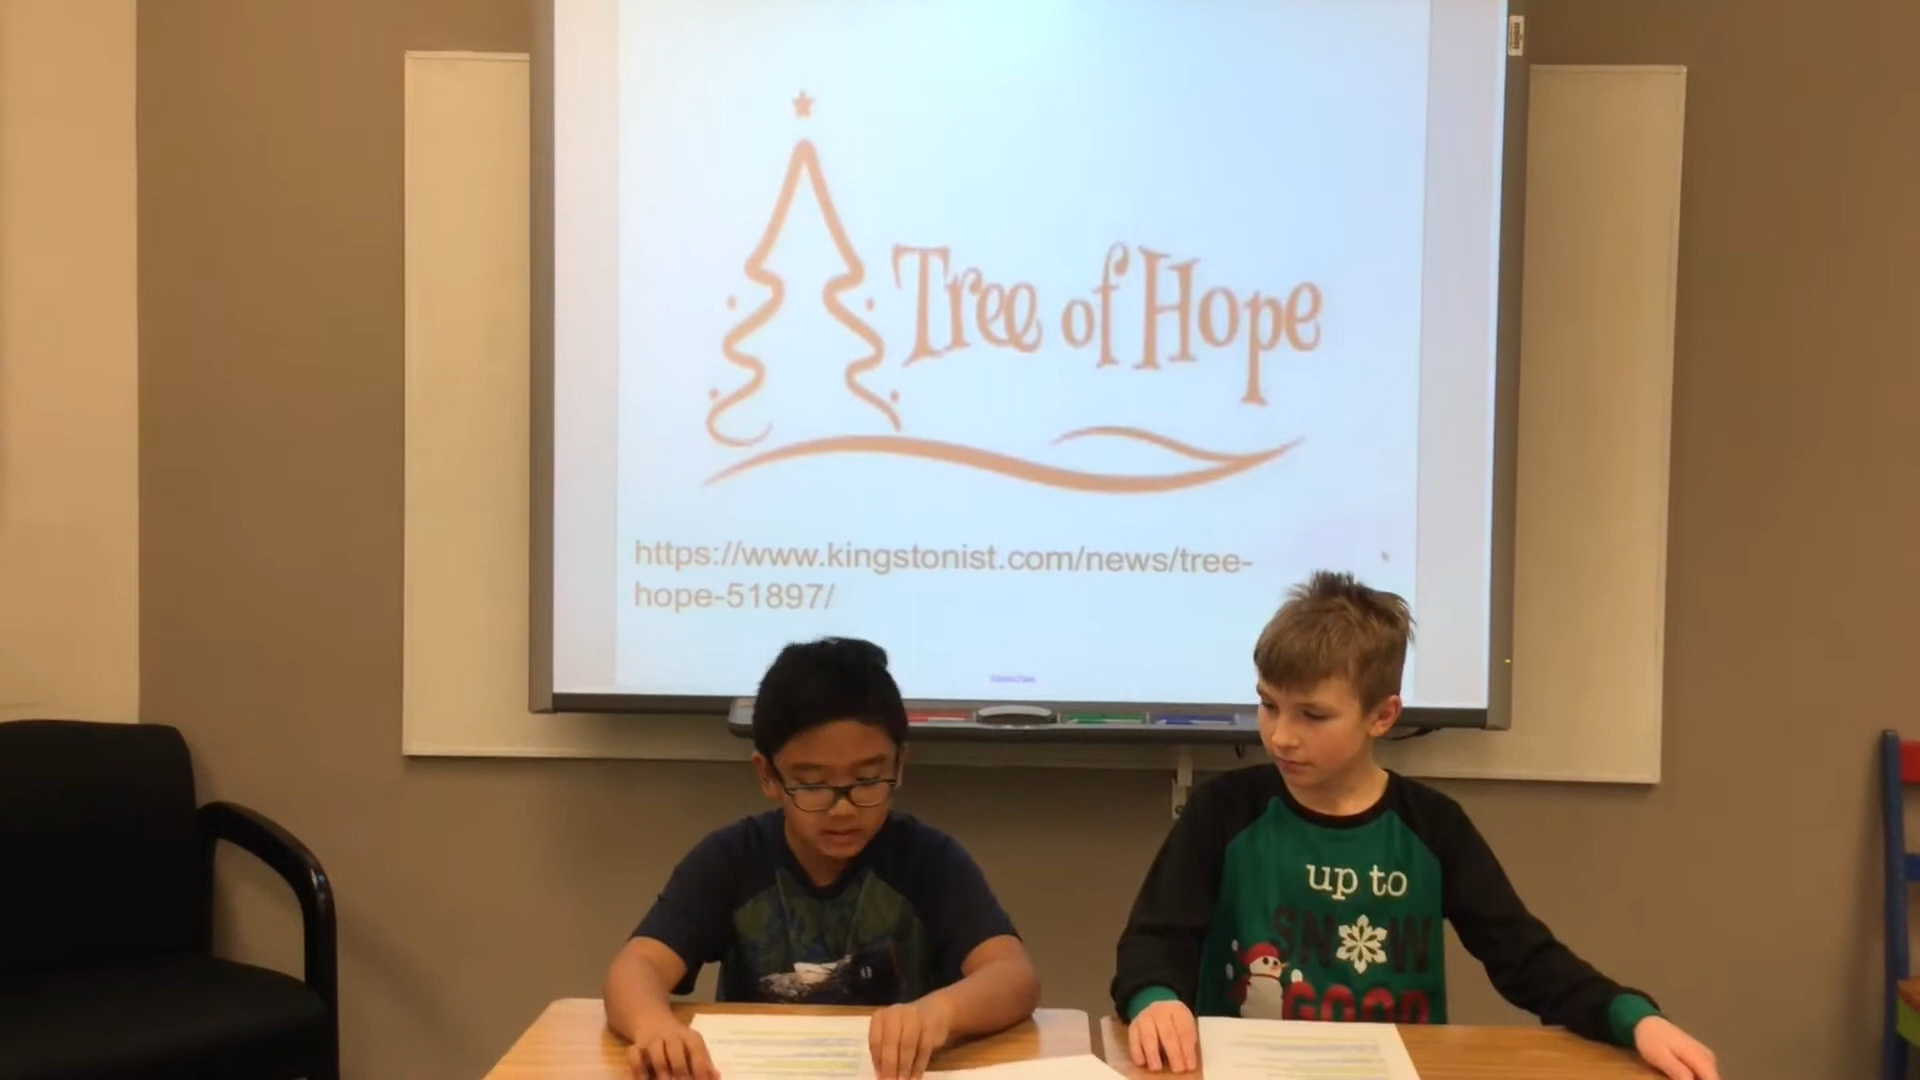 Tree of Hope
https://www.kingstonist.com/news/tree-
hope-51897/
up to
SNOW
GOOD